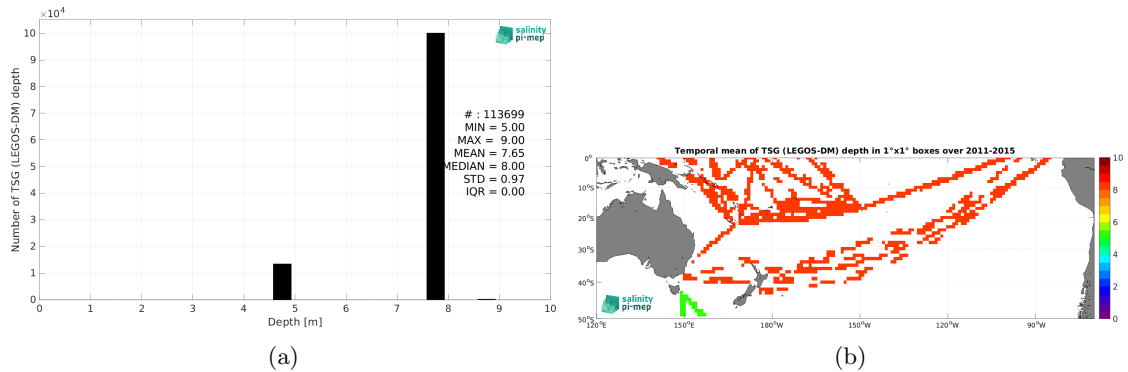 ×10⁴
10
9
8
7
6
5
4
3
2
1
0
Number of TSG (LEGOS-DM) depth
0 1 2 3 4 5 6 7 8 9 10
Depth [m]
salinity
pi-mep
# : 113699
MIN = 5.00
MAX = 9.00
MEAN = 7.65
MEDIAN = 8.00
STD = 0.97
IQR = 0.00
(a)
Temporal mean of TSG (LEGOS-DM) depth in 1°x1° boxes over 2011-2015
0°
10°S
20°S
30°S
40°S
50°S
120°E 150°E 180°W 150°W 120°W 90°W
salinity
pi-mep
10
8
6
4
2
0
(b)